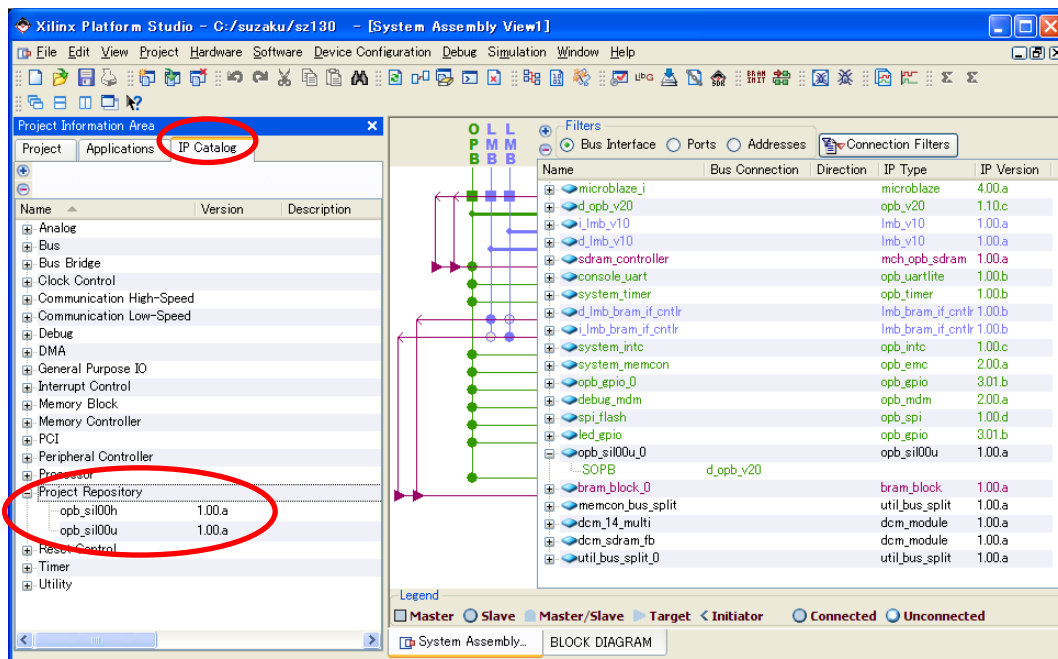 Xilinx Platform Studio - C:/suzaku/sz130 - [System Assembly View1]
File Edit View Project Hardware Software Device Configuration Debug Simulation Window Help
Project Information Area
Project Applications IP Catalog
Name Version Description
Analog
Bus
Bus Bridge
Clock Control
Communication High-Speed
Communication Low-Speed
Debug
DMA
General Purpose IO
Interrupt Control
Memory Block
Memory Controller
PCI
Peripheral Controller
Processor
Project Repository
opb_sil00h 1.00.a
opb_sil00u 1.00.a
Reset Control
Timer
Utility
OPB LMB LMB
Filters
Bus Interface Ports Addresses Connection Filters
Name Bus Connection Direction IP Type IP Version
microblaze_i microblaze 4.00.a
d_opb_v20 opb_v20 1.10.c
i_lmb_v10 lmb_v10 1.00.a
d_lmb_v10 lmb_v10 1.00.a
sdram_controller mch_opb_sdram 1.00.a
console_uart opb_uartlite 1.00.b
system_timer opb_timer 1.00.b
d_lmb_bram_if_cntlr lmb_bram_if_cntlr 1.00.b
i_lmb_bram_if_cntlr lmb_bram_if_cntlr 1.00.b
system_intc opb_intc 1.00.c
system_memcon opb_emc 2.00.a
opb_gpio_0 opb_gpio 3.01.b
debug_mdm opb_mdm 2.00.a
spi_flash opb_spi 1.00.d
led_gpio opb_gpio 3.01.b
opb_sil00u_0 opb_sil00u 1.00.a
SOPB d_opb_v20
bram_block_0 bram_block 1.00.a
memcon_bus_split util_bus_split 1.00.a
dcm_14_multi dcm_module 1.00.a
dcm_sdram_fb dcm_module 1.00.a
util_bus_split_0 util_bus_split 1.00.a
Legend
Master Slave Master/Slave Target Initiator Connected Unconnected
System Assembly... BLOCK DIAGRAM